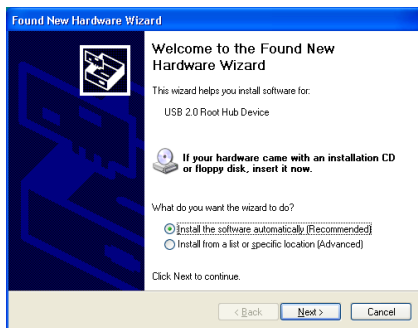 Found New Hardware Wizard
Welcome to the Found New
Hardware Wizard
This wizard helps you install software for:
USB 2.0 Root Hub Device
If your hardware came with an installation CD
or floppy disk, insert it now.
What do you want the wizard to do?
Install the software automatically (Recommended)
Install from a list or specific location (Advanced)
Click Next to continue.
< Back
Next >
Cancel